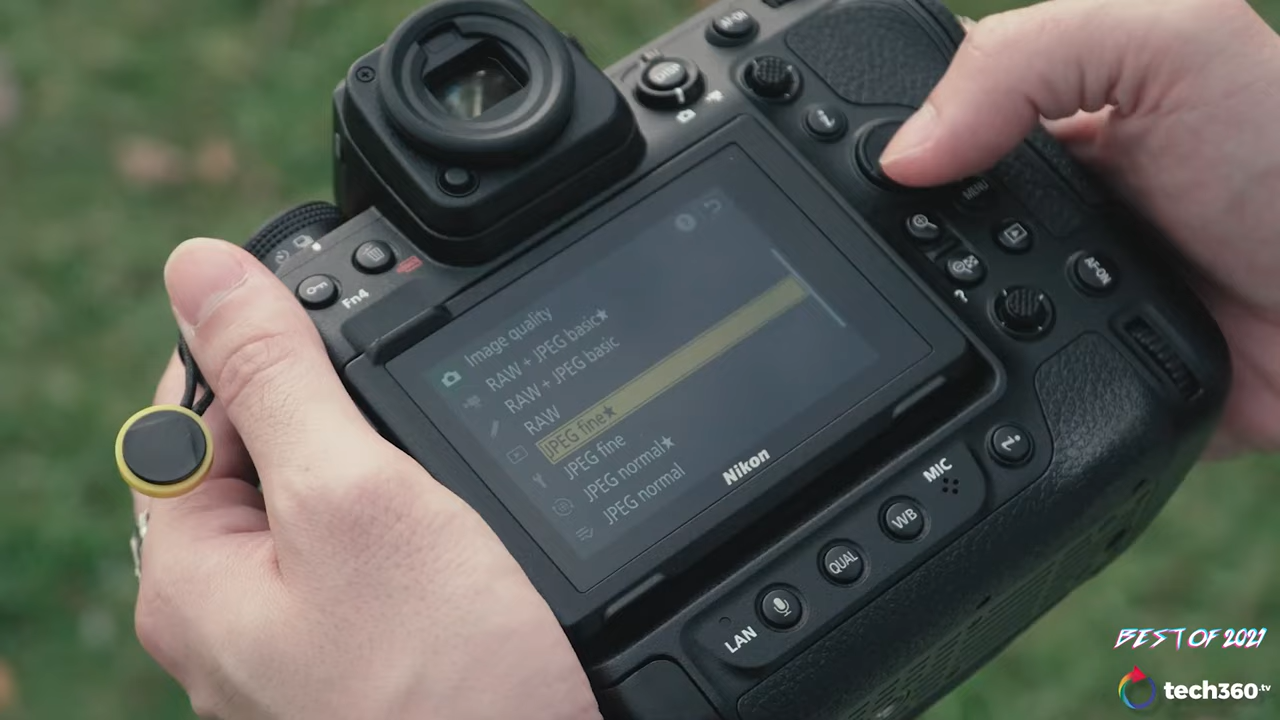 AF-ON
DISP
i
MENU
Fn4
Image quality
RAW + JPEG basic★
RAW + JPEG basic
RAW
JPEG fine★
JPEG fine
JPEG normal★
JPEG normal
?
AF-ON
Nikon
MIC
WB
QUAL
LAN
BEST OF 2021
tech360.tv